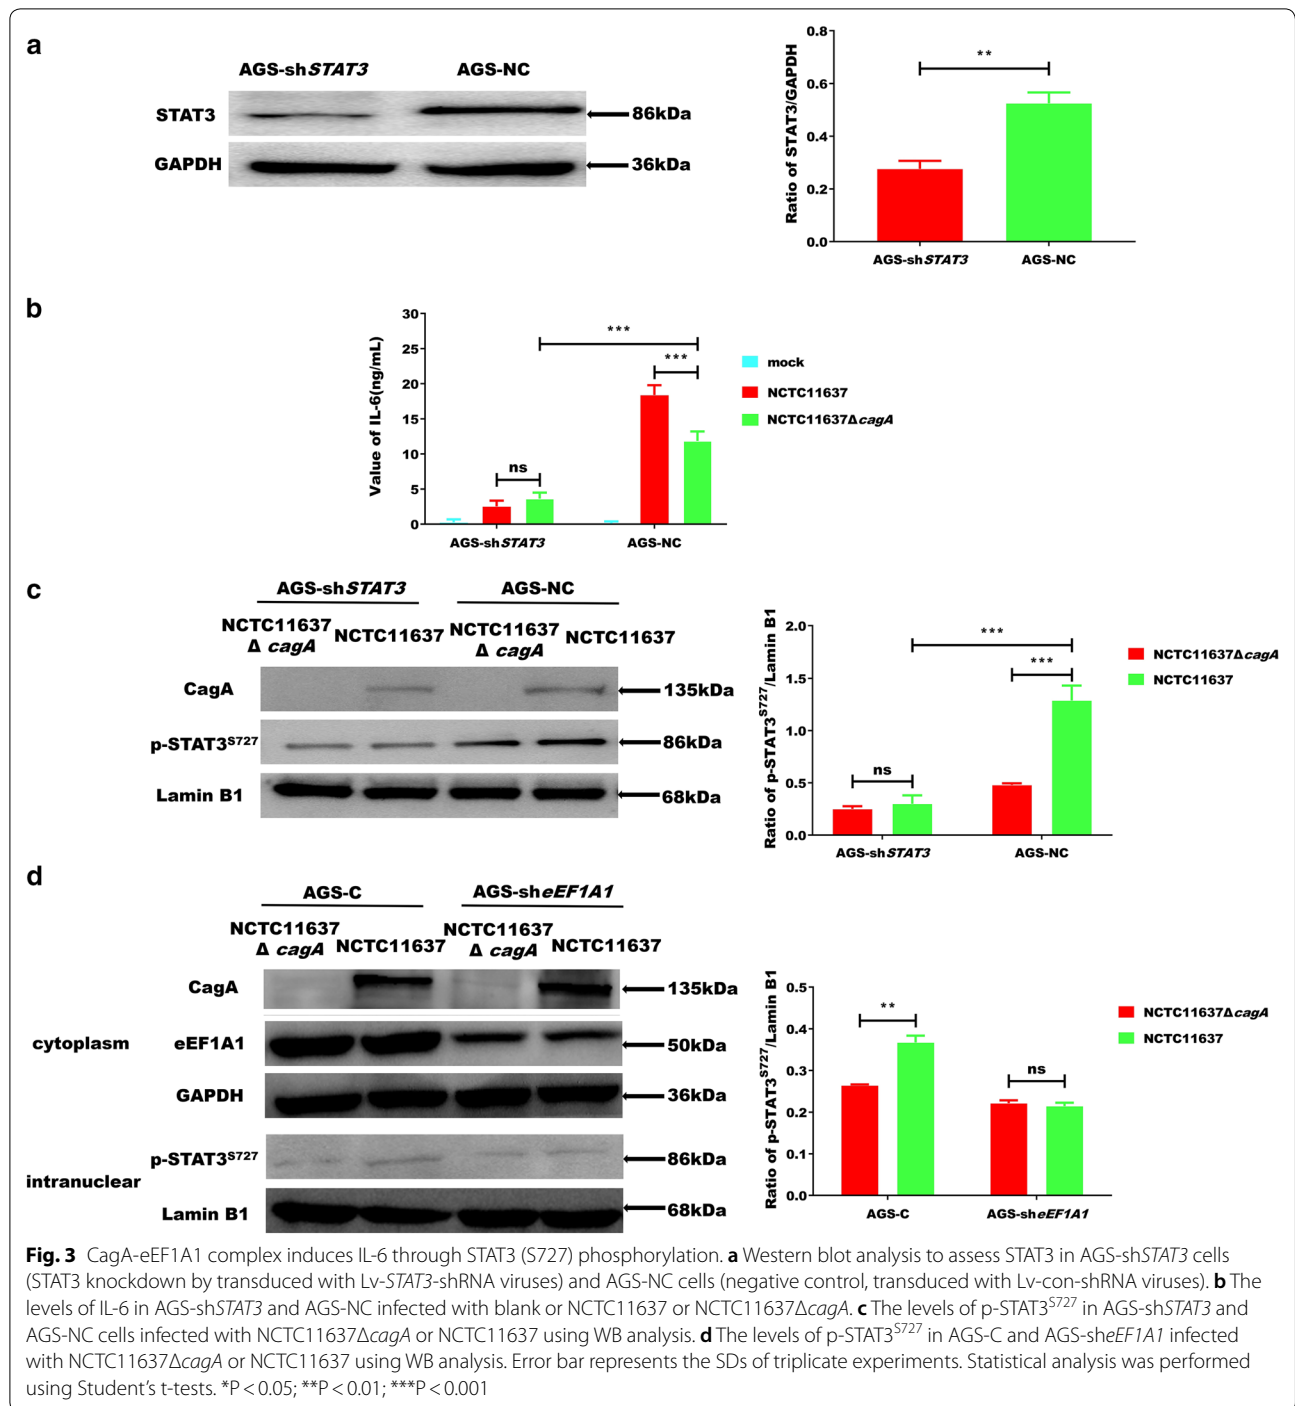 a
AGS-shSTAT3 AGS-NC
STAT3 86kDa
GAPDH 36kDa
Ratio of STAT3/GAPDH
0.8
0.6
0.4
0.2
0.0
**
AGS-shSTAT3 AGS-NC
b
Value of IL-6(ng/mL)
30
25
20
15
10
5
0
ns
***
***
AGS-shSTAT3 AGS-NC
mock
NCTC11637
NCTC11637ΔcagA
c
AGS-shSTAT3 AGS-NC
NCTC11637 Δ cagA NCTC11637 NCTC11637 Δ cagA NCTC11637
CagA 135kDa
p-STAT3S727 86kDa
Lamin B1 68kDa
Ratio of p-STAT3S727/Lamin B1
2.0
1.5
1.0
0.5
0.0
ns
***
***
AGS-shSTAT3 AGS-NC
NCTC11637ΔcagA
NCTC11637
d
AGS-C AGS-sheEF1A1
NCTC11637 Δ cagA NCTC11637 NCTC11637 Δ cagA NCTC11637
CagA 135kDa
cytoplasm eEF1A1 50kDa
GAPDH 36kDa
p-STAT3S727 86kDa
intranuclear
Lamin B1 68kDa
Ratio of p-STAT3S727/Lamin B1
0.5
0.4
0.3
0.2
0.1
0.0
**
ns
AGS-C AGS-sheEF1A1
NCTC11637ΔcagA
NCTC11637
Fig. 3 CagA-eEF1A1 complex induces IL-6 through STAT3 (S727) phosphorylation. a Western blot analysis to assess STAT3 in AGS-shSTAT3 cells
(STAT3 knockdown by transduced with Lv-STAT3-shRNA viruses) and AGS-NC cells (negative control, transduced with Lv-con-shRNA viruses). b The
levels of IL-6 in AGS-shSTAT3 and AGS-NC infected with blank or NCTC11637 or NCTC11637ΔcagA. c The levels of p-STAT3S727 in AGS-shSTAT3 and
AGS-NC cells infected with NCTC11637ΔcagA or NCTC11637 using WB analysis. d The levels of p-STAT3S727 in AGS-C and AGS-sheEF1A1 infected
with NCTC11637ΔcagA or NCTC11637 using WB analysis. Error bar represents the SDs of triplicate experiments. Statistical analysis was performed
using Student's t-tests. *P < 0.05; **P < 0.01; ***P < 0.001